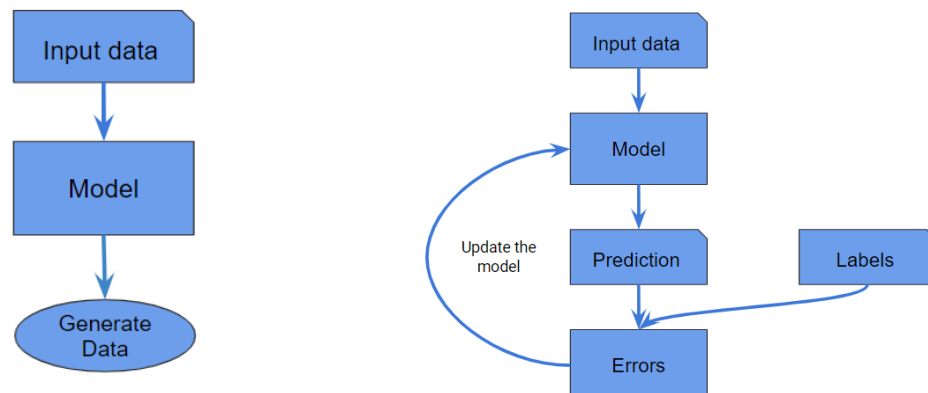 Input data
Model
Generate
Data
Input data
Model
Update the
model
Prediction
Labels
Errors